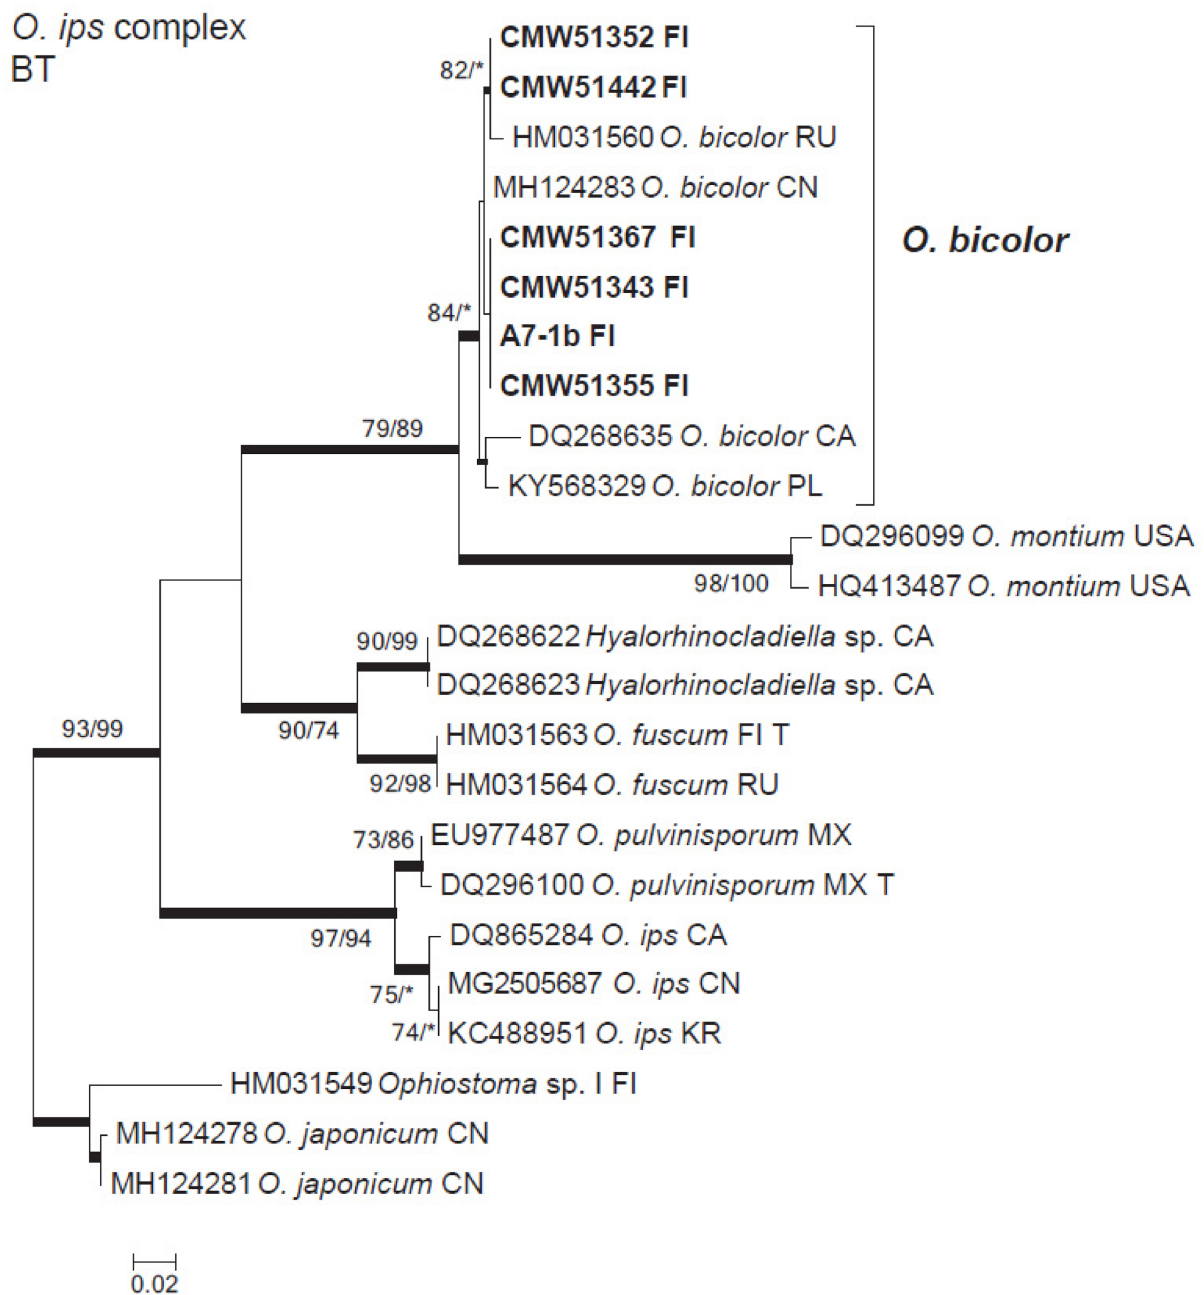 O. ips complex
BT
CMW51352 FI
82/*
CMW51442 FI
HM031560 O. bicolor RU
MH124283 O. bicolor CN
CMW51367 FI
O. bicolor
CMW51343 FI
84/*
A7-1b FI
CMW51355 FI
79/89
DQ268635 O. bicolor CA
KY568329 O. bicolor PL
DQ296099 O. montium USA
98/100
HQ413487 O. montium USA
90/99
DQ268622 Hyalorhinocladiella sp. CA
DQ268623 Hyalorhinocladiella sp. CA
93/99
90/74
HM031563 O. fuscum FI T
92/98
HM031564 O. fuscum RU
73/86
EU977487 O. pulvinisporum MX
DQ296100 O. pulvinisporum MX T
97/94
DQ865284 O. ips CA
75/*
MG2505687 O. ips CN
74/*
KC488951 O. ips KR
HM031549 Ophiostoma sp. I FI
MH124278 O. japonicum CN
MH124281 O. japonicum CN
0.02